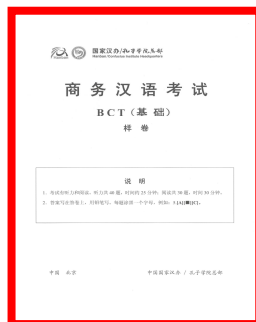 国家汉办/孔子学院总部
Hanban/Confucius Institute Headquarters
商务汉语考试
BCT（基础）
样卷
说 明
中国 北京
中国国家汉办 / 孔子学院总部